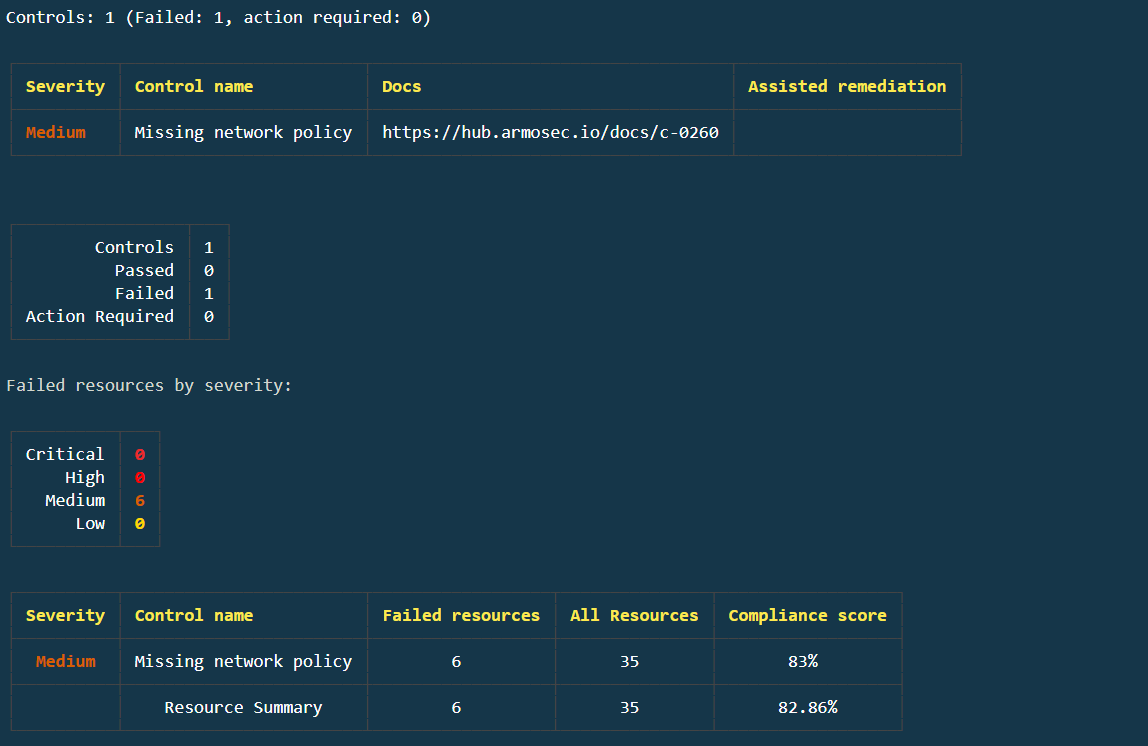 Controls: 1 (Failed: 1, action required: 0)
Severity Control name Docs Assisted remediation
Medium Missing network policy https://hub.armosec.io/docs/c-0260
Controls 1
Passed 0
Failed 1
Action Required 0
Failed resources by severity:
Critical 0
High 0
Medium 6
Low 0
Severity Control name Failed resources All Resources Compliance score
Medium Missing network policy 6 35 83%
Resource Summary 6 35 82.86%